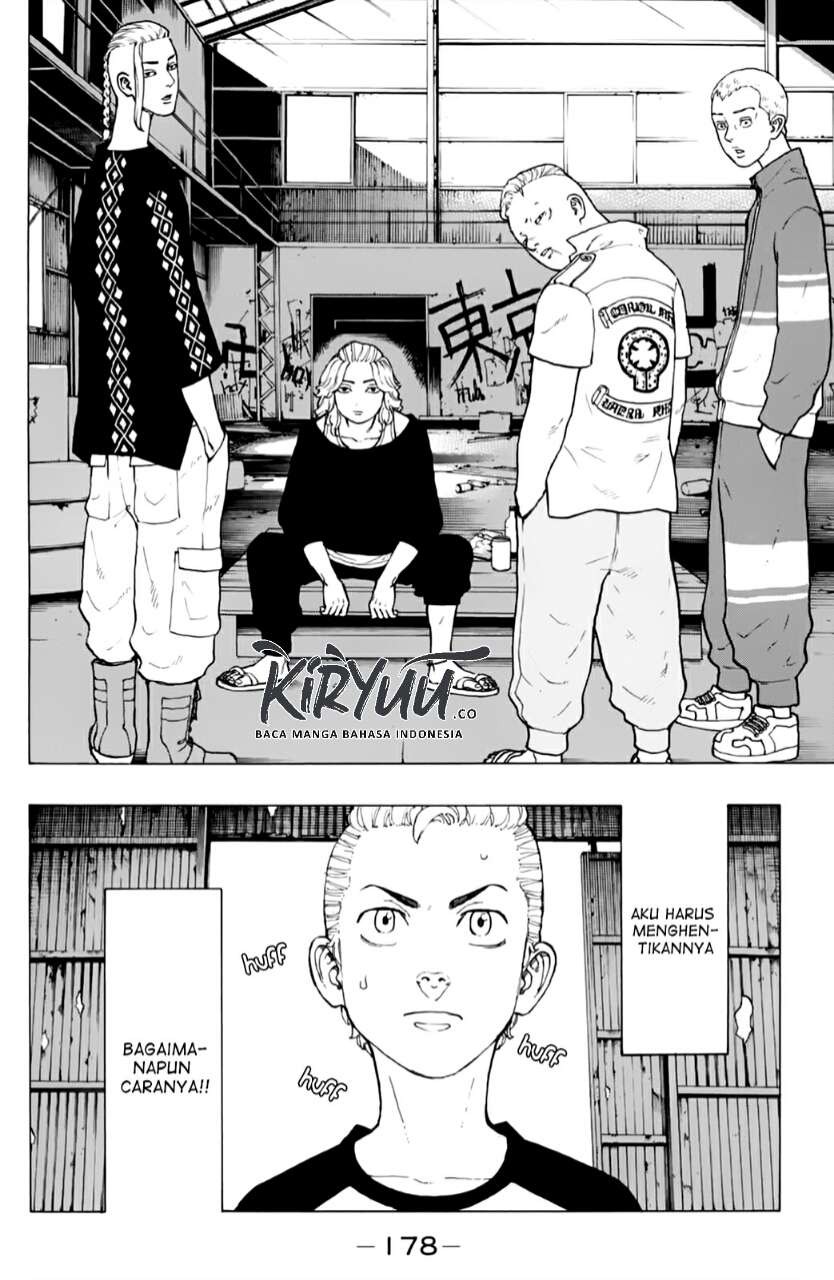 東京
KIRYUU
.CO
BACA MANGA BAHASA INDONESIA
AKU HARUS
MENGHEN-
TIKANNYA
huff
BAGAIMA-
NAPUN
CARANYA!!
huff
huff
-178-